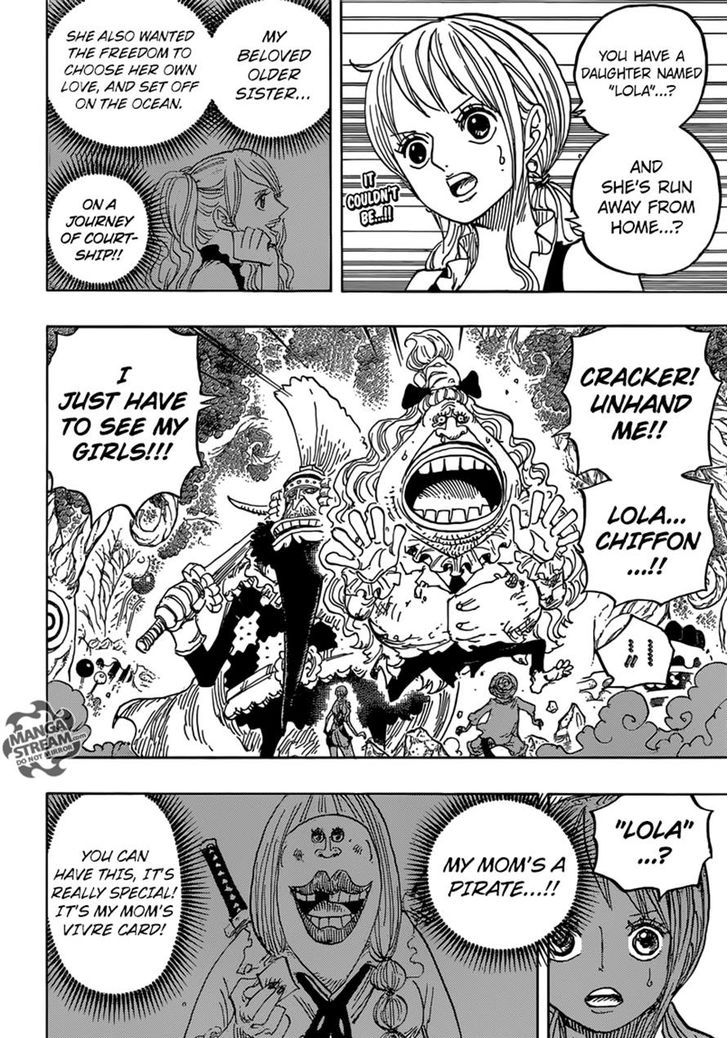 YOU HAVE A
DAUGHTER NAMED
"LOLA"...?
AND
SHE'S RUN
AWAY FROM
HOME...?
IT
COULDN'T
BE...!!
MY
BELOVED
OLDER
SISTER...
SHE ALSO WANTED
THE FREEDOM TO
CHOOSE HER OWN
LOVE, AND SET OFF
ON THE OCEAN.
ON A
JOURNEY
OF COURT-
SHIP!!
CRACKER!
UNHAND
ME!!
LOLA...
CHIFFON
...!!
I
JUST HAVE
TO SEE MY
GIRLS!!!
MANGA
STREAM.com
DO NOT MIRROR
"LOLA"
...?
MY MOM'S A
PIRATE....!!
YOU CAN
HAVE THIS, IT'S
REALLY SPECIAL!
IT'S MY MOM'S
VIVRE CARD!